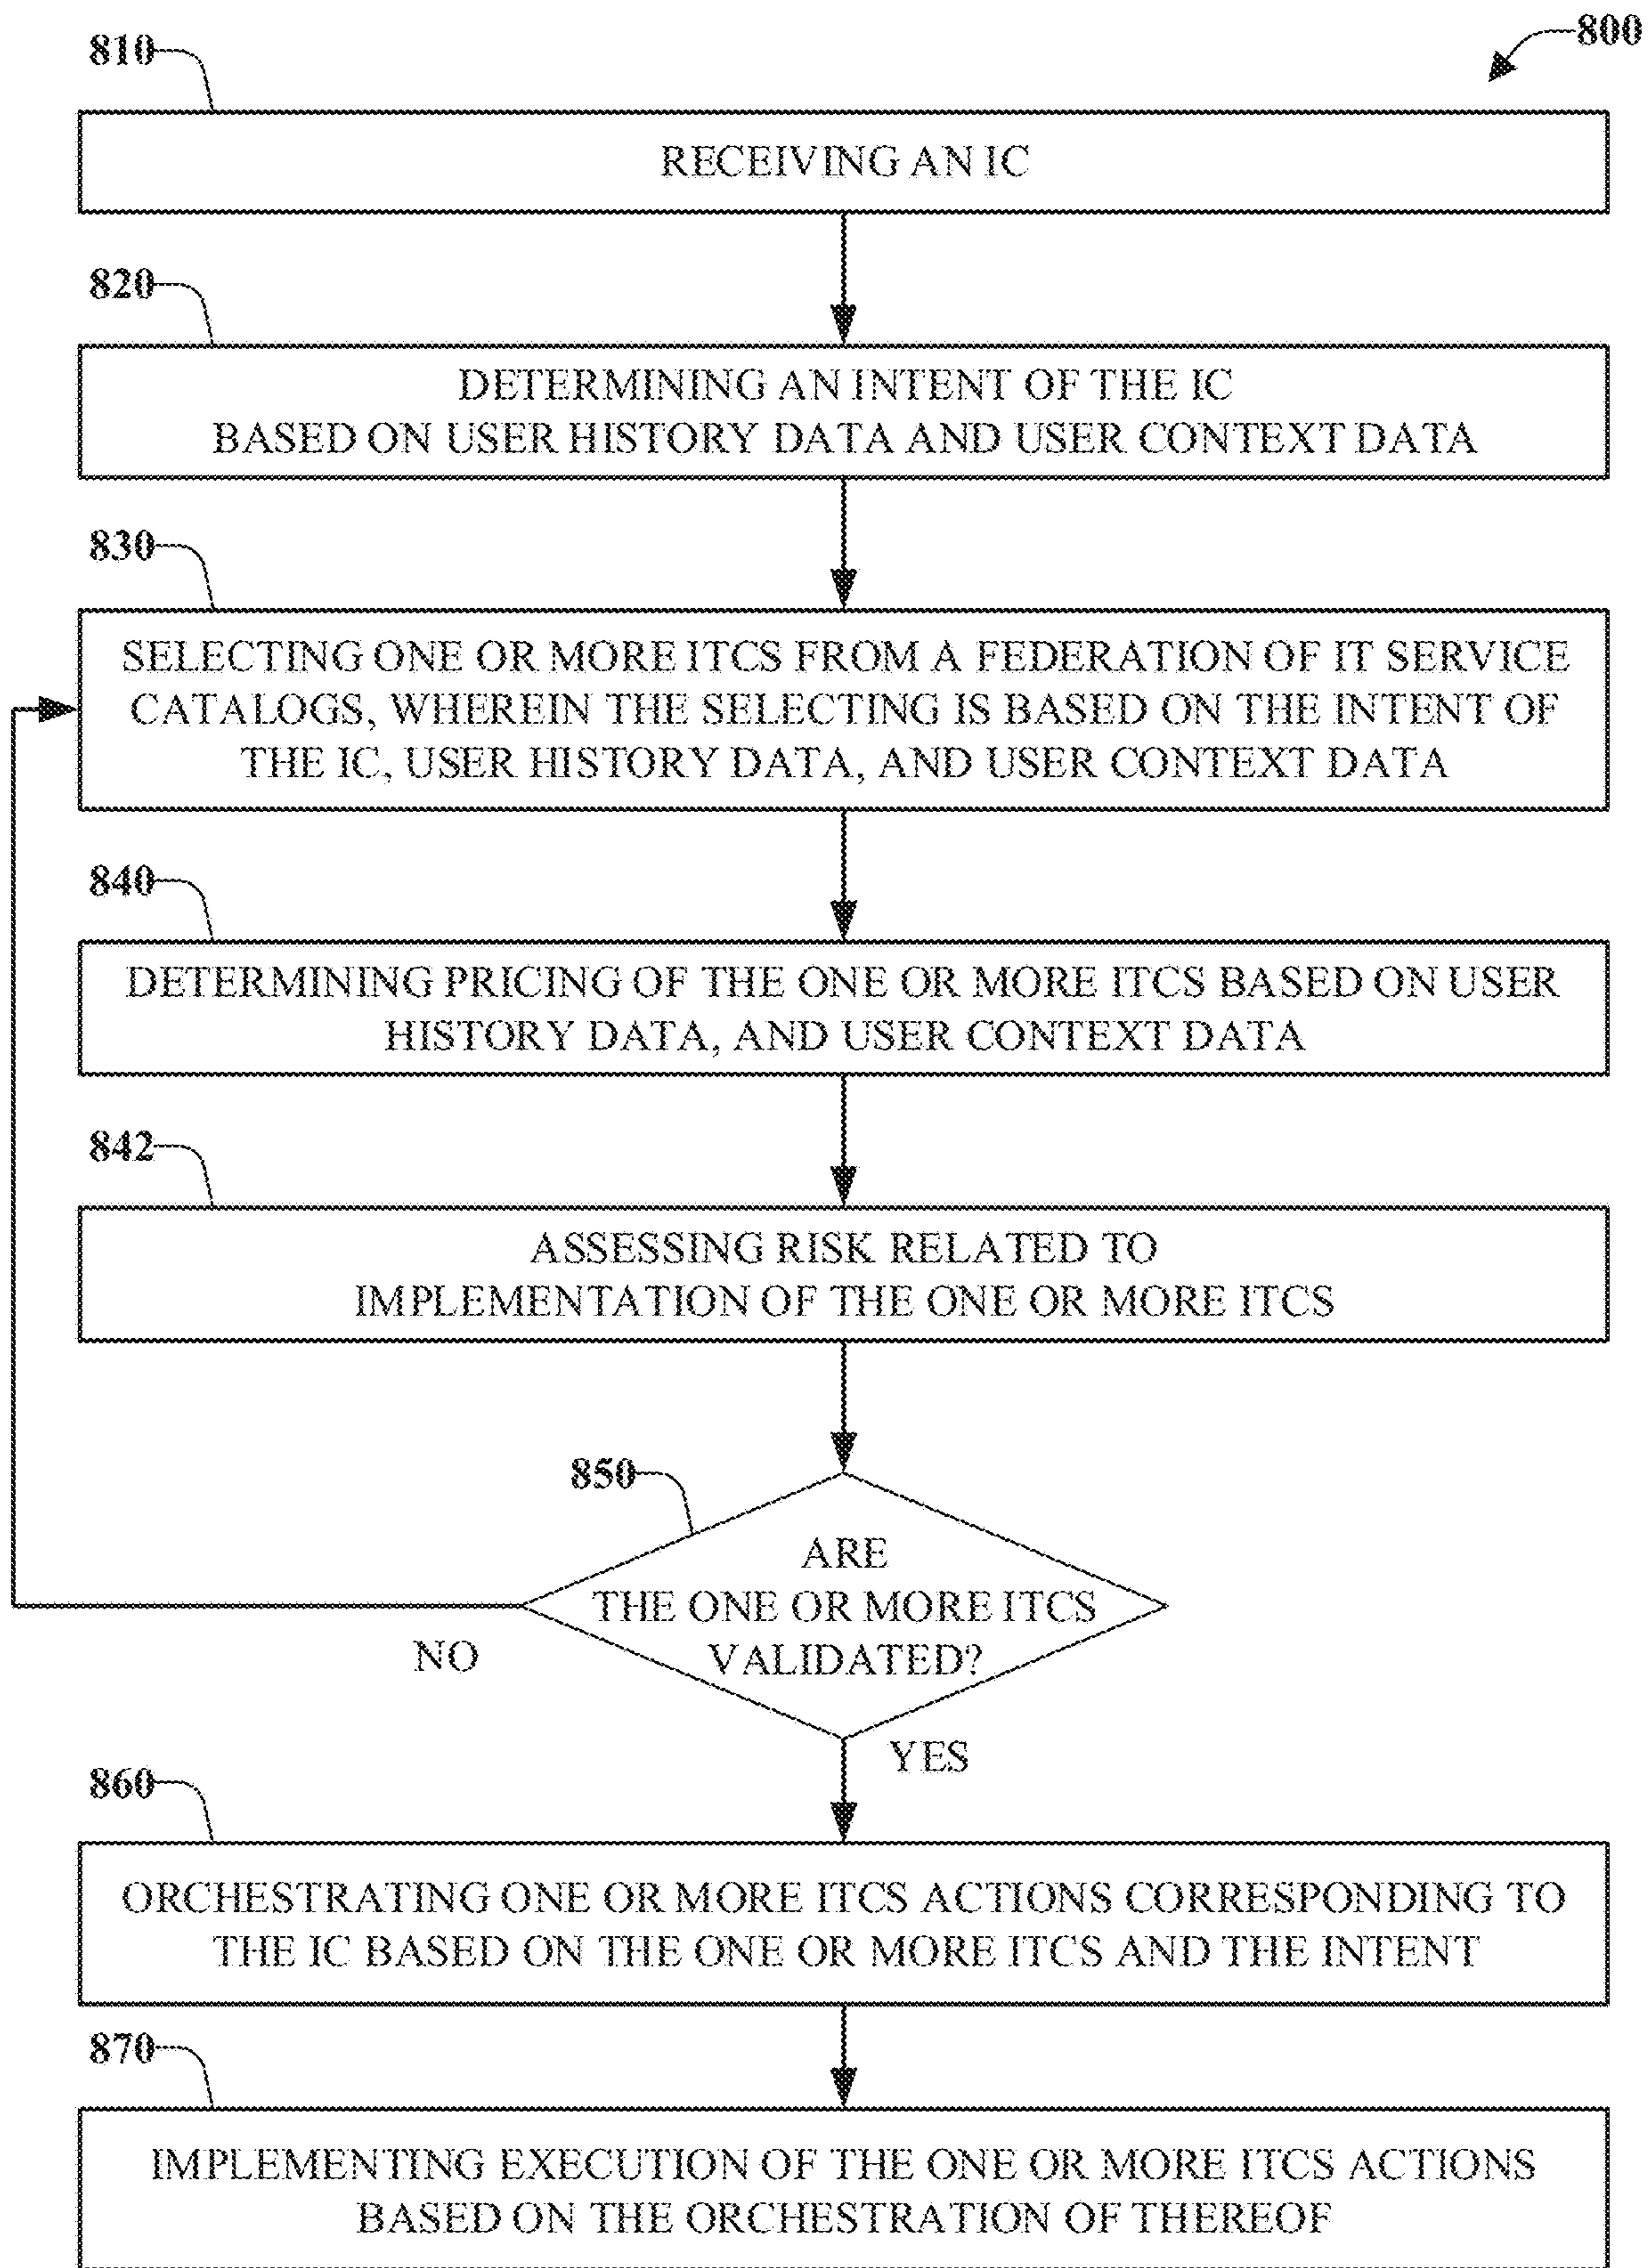 810
800
RECEIVING AN IC
820
DETERMINING AN INTENT OF THE IC
BASED ON USER HISTORY DATA AND USER CONTEXT DATA
830
SELECTING ONE OR MORE ITCS FROM A FEDERATION OF IT SERVICE
CATALOGS, WHEREIN THE SELECTING IS BASED ON THE INTENT OF
THE IC, USER HISTORY DATA, AND USER CONTEXT DATA
840
DETERMINING PRICING OF THE ONE OR MORE ITCS BASED ON USER
HISTORY DATA, AND USER CONTEXT DATA
842
ASSESSING RISK RELATED TO
IMPLEMENTATION OF THE ONE OR MORE ITCS
850
ARE
THE ONE OR MORE ITCS
VALIDATED?
NO
YES
860
ORCHESTRATING ONE OR MORE ITCS ACTIONS CORRESPONDING TO
THE IC BASED ON THE ONE OR MORE ITCS AND THE INTENT
870
IMPLEMENTING EXECUTION OF THE ONE OR MORE ITCS ACTIONS
BASED ON THE ORCHESTRATION OF THEREOF